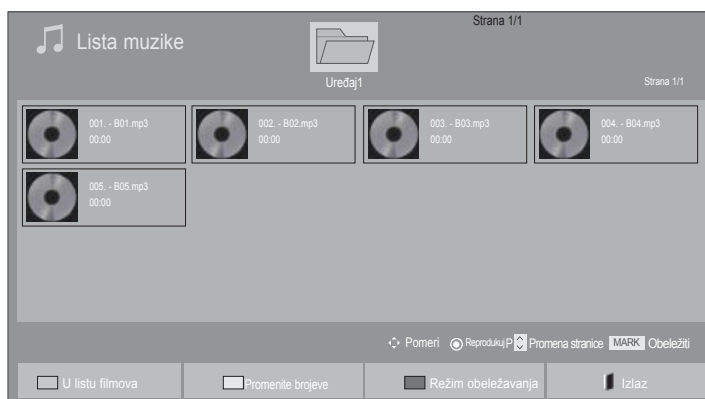 Strana 1/1
Lista muzike
Uređaj1
Strana 1/1
001. - B01.mp3
00:00
002. - B02.mp3
00:00
003. - B03.mp3
00:00
004. - B04.mp3
00:00
005. - B05.mp3
00:00
Pomeri Reprodukuj P Promena stranice MARK Obeležiti
U listu filmova Promenite brojeve Režim obeležavanja Izlaz